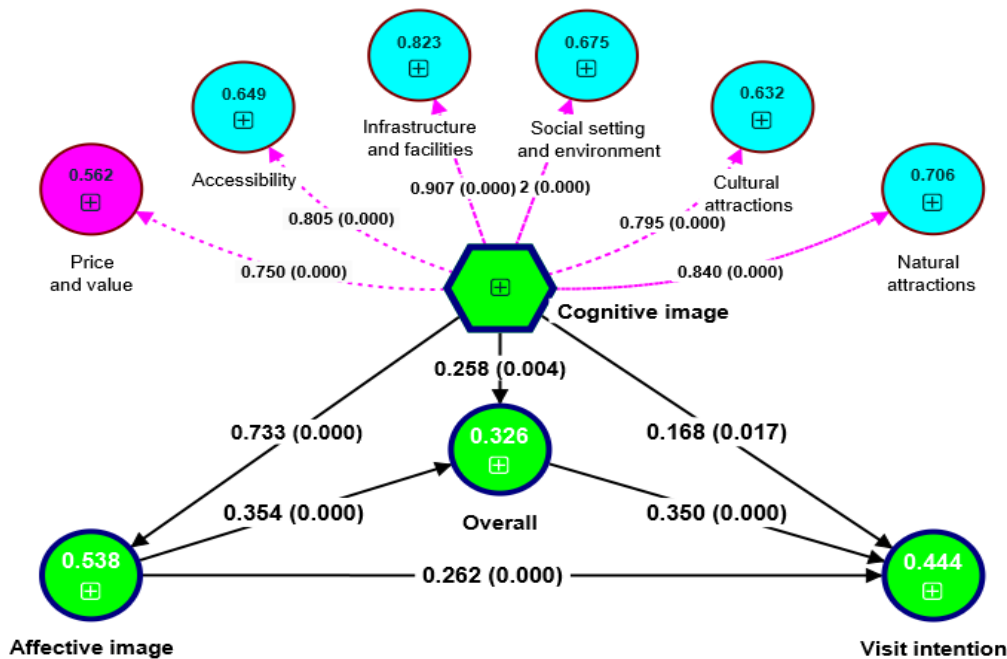 0.823
0.675
0.649
0.632
Infrastructure
and facilities
Social setting
and environment
0.562
Accessibility
Cultural
attractions
0.706
0.907 (0.000)
2 (0.000)
0.805 (0.000)
0.795 (0.000)
Price
and value
0.750 (0.000)
0.840 (0.000)
Natural
attractions
Cognitive image
0.258 (0.004)
0.733 (0.000)
0.326
0.168 (0.017)
0.354 (0.000)
Overall
0.350 (0.000)
0.538
0.262 (0.000)
0.444
Affective image
Visit intention